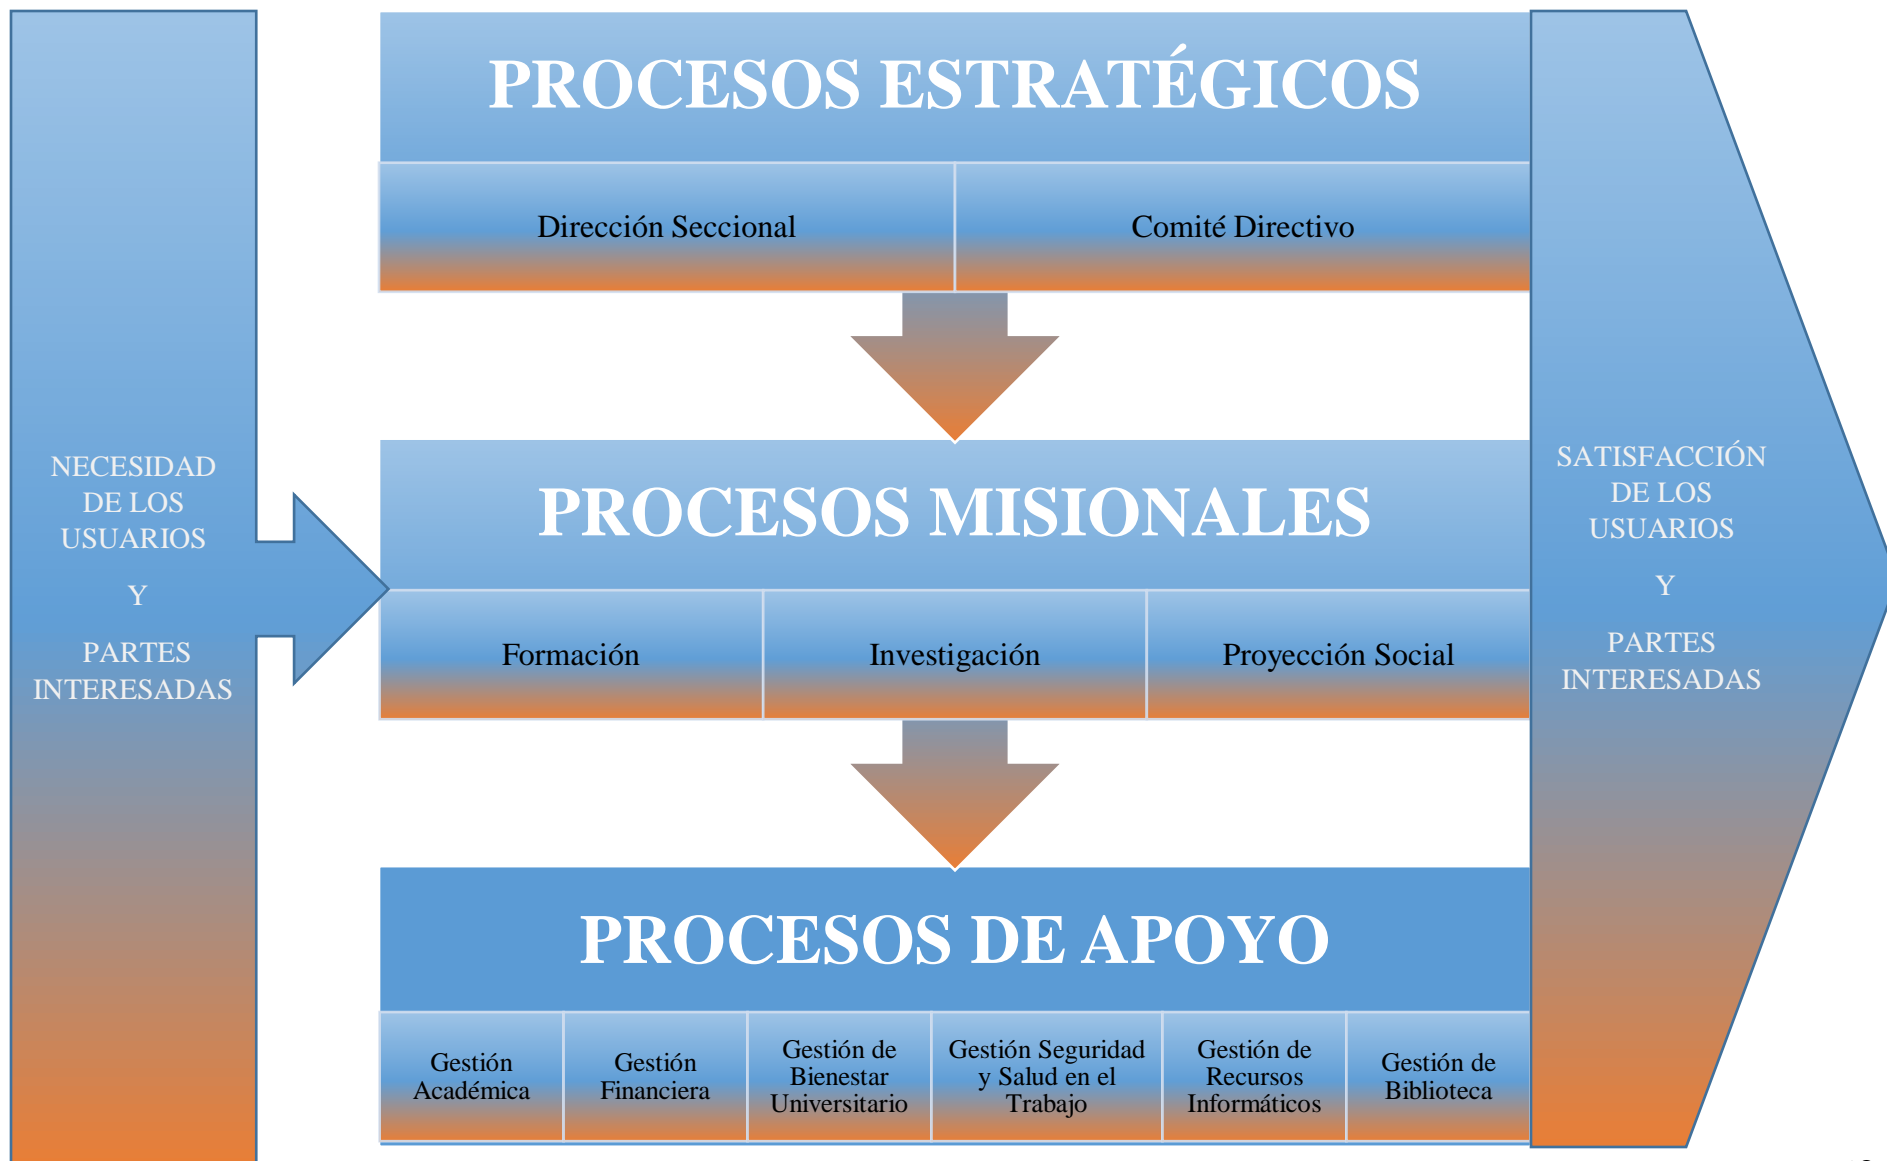 NECESIDAD
DE LOS
USUARIOS
Y
PARTES
INTERESADAS
PROCESOS ESTRATÉGICOS
Dirección Seccional
Comité Directivo
PROCESOS MISIONALES
Formación
Investigación
Proyección Social
PROCESOS DE APOYO
Gestión
Académica
Gestión
Financiera
Gestión de
Bienestar
Universitario
Gestión Seguridad
y Salud en el
Trabajo
Gestión de
Recursos
Informáticos
Gestión de
Biblioteca
SATISFACCIÓN
DE LOS
USUARIOS
Y
PARTES
INTERESADAS